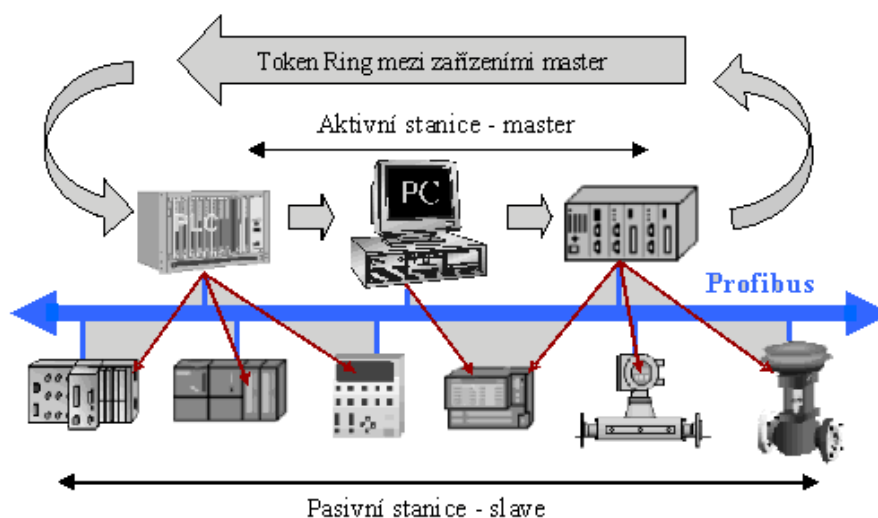 Token Ring mezi zařízeními master
Aktivní stanice - master
PLC
PC
Profibus
Pasivní stanice - slave